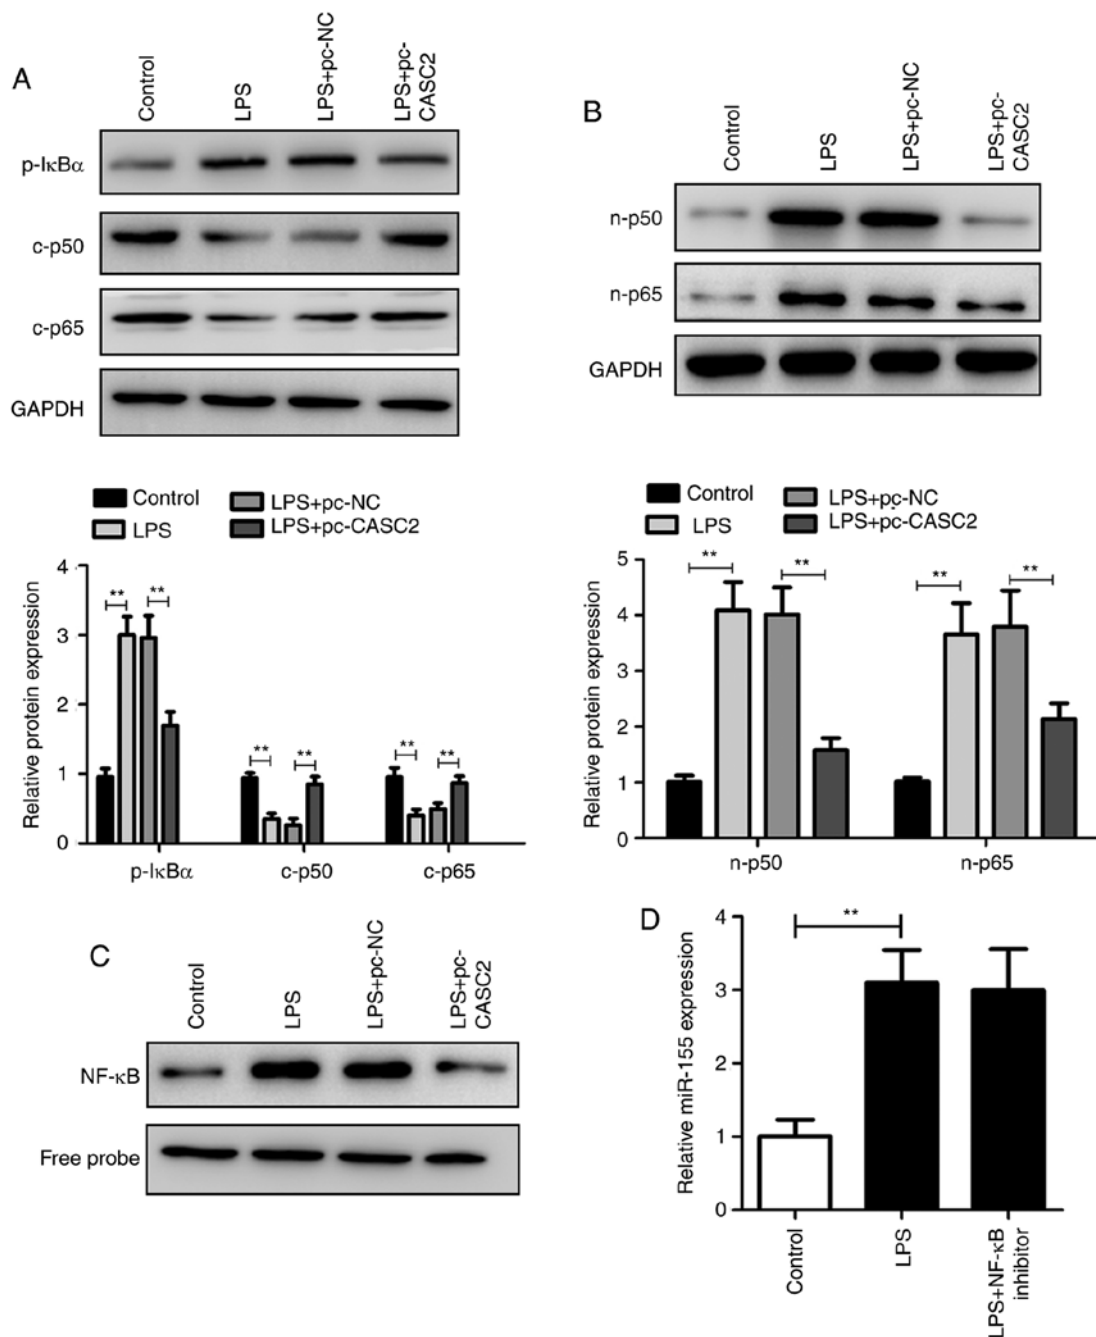 A
Control
LPS
LPS+pc-NC
LPS+pc-
CASC2
p-IκBα
c-p50
c-p65
GAPDH
Control
LPS
LPS+pc-NC
LPS+pc-CASC2
Relative protein expression
4
3
2
1
0
**
**
**
**
**
**
p-IκBα
c-p50
c-p65
B
Control
LPS
LPS+pc-NC
LPS+pc-
CASC2
n-p50
n-p65
GAPDH
Control
LPS
LPS+pc-NC
LPS+pc-CASC2
Relative protein expression
5
4
3
2
1
0
**
**
**
**
n-p50
n-p65
C
Control
LPS
LPS+pc-NC
LPS+pc-
CASC2
NF-κB
Free probe
D
Relative miR-155 expression
4
3
2
1
0
**
Control
LPS
LPS+NF-κB
inhibitor